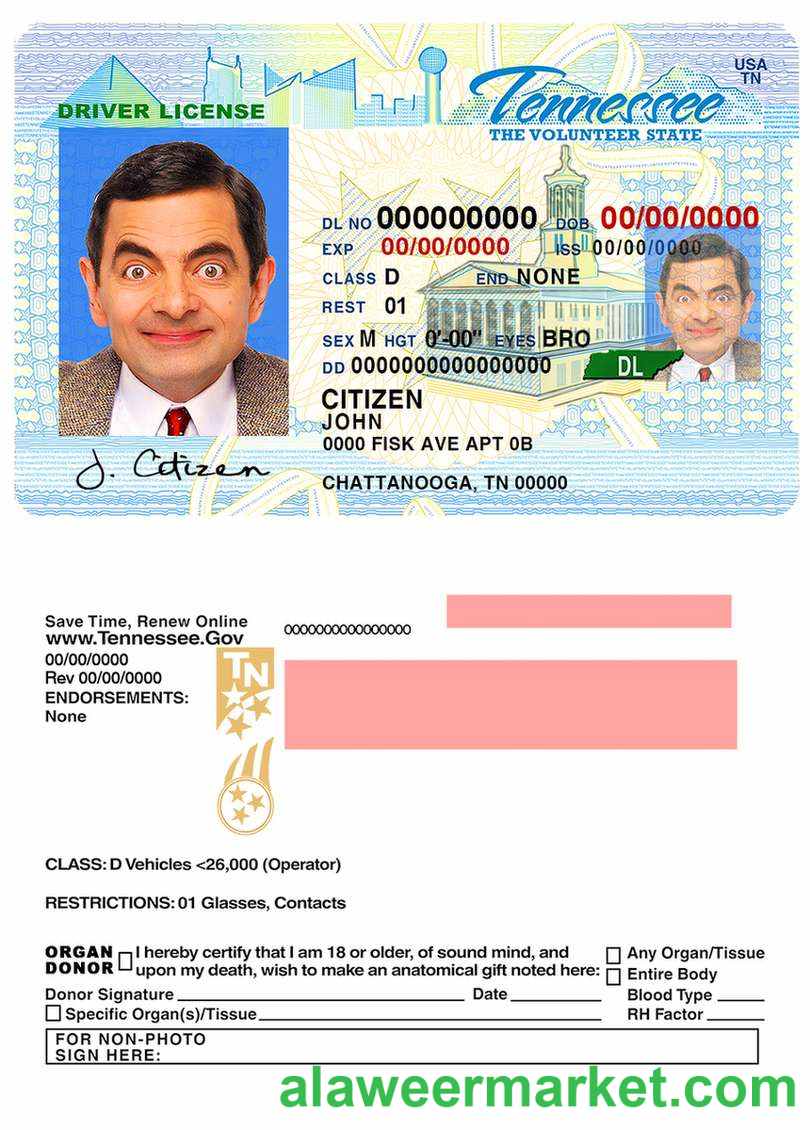 USA
TN
DRIVER LICENSE
Tennessee
THE VOLUNTEER STATE
DL NO 000000000 DOB 00/00/0000
EXP 00/00/0000 ISS 00/00/0000
CLASS D END NONE
REST 01
SEX M HGT 0'-00" EYES BRO
DD 0000000000000000 DL
CITIZEN
JOHN
0000 FISK AVE APT 0B
CHATTANOOGA, TN 00000
J. Citizen
Save Time, Renew Online
www.Tennessee.Gov
0000000000000000
00/00/0000
Rev 00/00/0000
ENDORSEMENTS:
None
TN
CLASS: D Vehicles <26,000 (Operator)
RESTRICTIONS: 01 Glasses, Contacts
ORGAN DONOR
I hereby certify that I am 18 or older, of sound mind, and
upon my death, wish to make an anatomical gift noted here:
Any Organ/Tissue
Entire Body
Donor Signature Date Blood Type
Specific Organ(s)/Tissue RH Factor
FOR NON-PHOTO
SIGN HERE:
alaweermarket.com